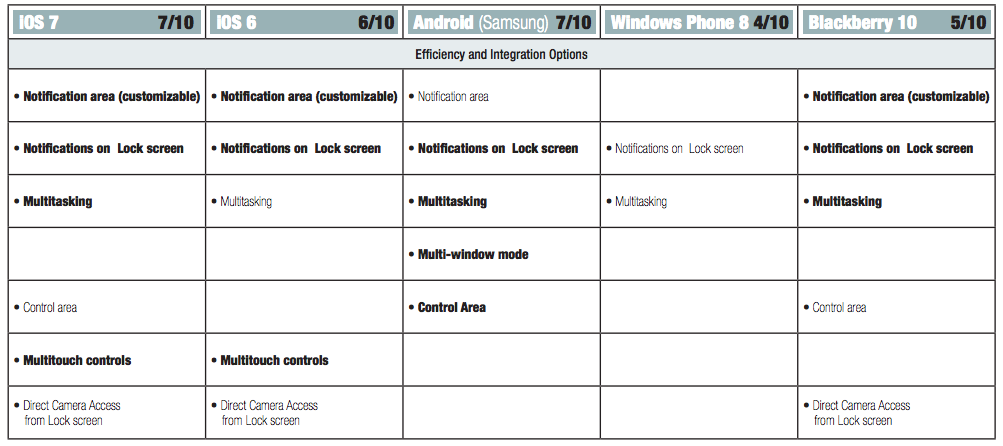 iOS 7 7/10 iOS 6 6/10 Android (Samsung) 7/10 Windows Phone 8 4/10 Blackberry 10 5/10
Efficiency and Integration Options
• Notification area (customizable) • Notification area (customizable) • Notification area • Notification area (customizable)
• Notifications on Lock screen • Notifications on Lock screen • Notifications on Lock screen • Notifications on Lock screen • Notifications on Lock screen
• Multitasking • Multitasking • Multitasking • Multitasking • Multitasking
• Multi-window mode
• Control area • Control Area • Control area
• Multitouch controls • Multitouch controls
• Direct Camera Access • Direct Camera Access • Direct Camera Access
from Lock screen from Lock screen from Lock screen